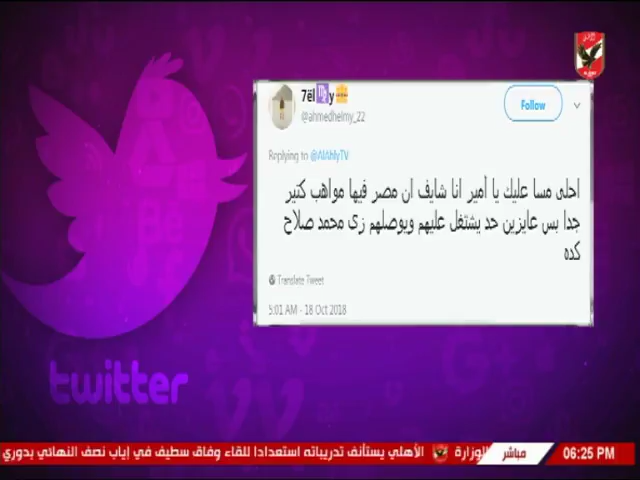 7ël♍y
@ahmedhelmy_22
Follow
Replying to @AlAhlyTV
احلى مسا عليك يا أمير انا شايف ان مصر فيها مواهب كتير
جدا بس عايزين حد يشتغل عليهم ويوصلهم زى محمد صلاح
كده
Translate Tweet
5:01 AM - 18 Oct 2018
twitter
06:25 PM
مباشر
لوزارة
الأهلي يستأنف تدريباته استعدادا للقاء وفاق سطيف في إياب نصف النهائي بدوري